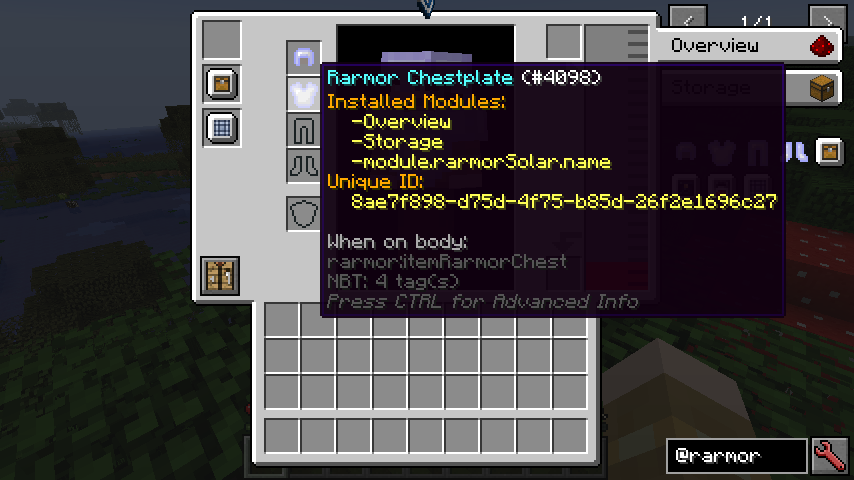 1/1
Overview
Storage
Rarmor Chestplate (#4098)
Installed Modules:
-Overview
-Storage
-module.rarmorSolar.name
Unique ID:
8ae7f898-d75d-4f75-b85d-26f2e1696c27
When on body:
rarmor:itemRarmorChest
NBT: 4 tag(s)
Press CTRL for Advanced Info
@rarmor